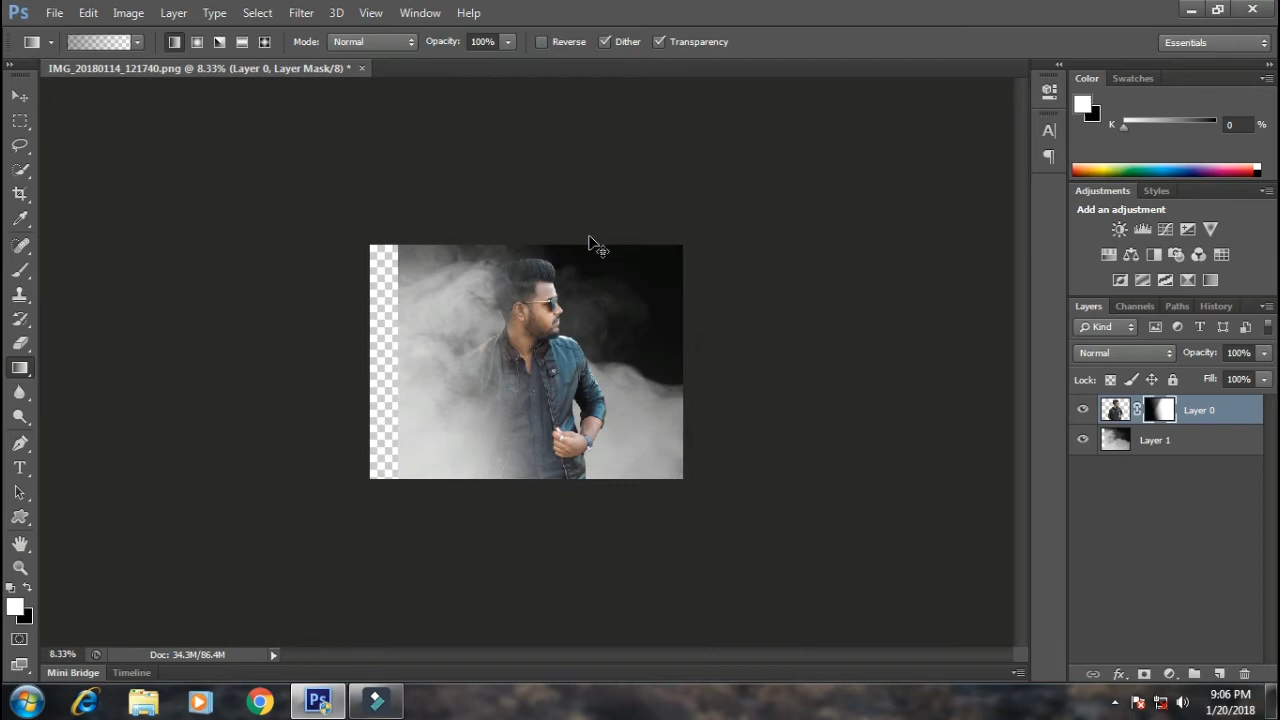 Ps File Edit Image Layer Type Select Filter 3D View Window Help
Mode: Normal Opacity: 100% Reverse Dither Transparency Essentials
IMG_20180114_121740.png @ 8.33% (Layer 0, Layer Mask/8) * ×
Color Swatches
K 0 %
Adjustments Styles
Add an adjustment
Layers Channels Paths History
Kind
Normal Opacity: 100%
Lock: Fill: 100%
Layer 0
Layer 1
8.33% Doc: 34.3M/86.4M
Mini Bridge Timeline
fx
9:06 PM
1/20/2018